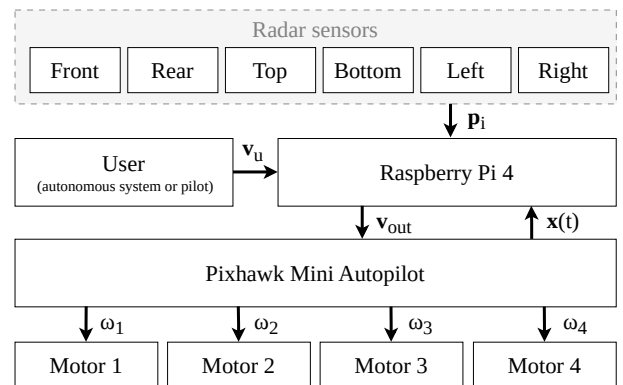 Radar sensors
Front Rear Top Bottom Left Right
p_i
User
(autonomous system or pilot)
v_u
Raspberry Pi 4
v_out
x(t)
Pixhawk Mini Autopilot
ω_1 ω_2 ω_3 ω_4
Motor 1 Motor 2 Motor 3 Motor 4